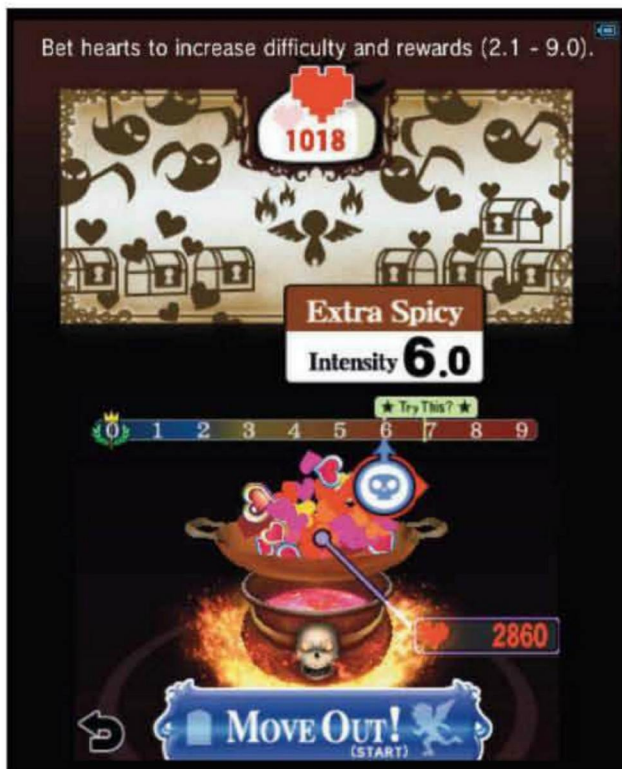 Bet hearts to increase difficulty and rewards (2.1 - 9.0).
1018
Extra Spicy
Intensity 6.0
★ Try This? ★
0 1 2 3 4 5 6 7 8 9
2860
MOVE OUT!
(START)